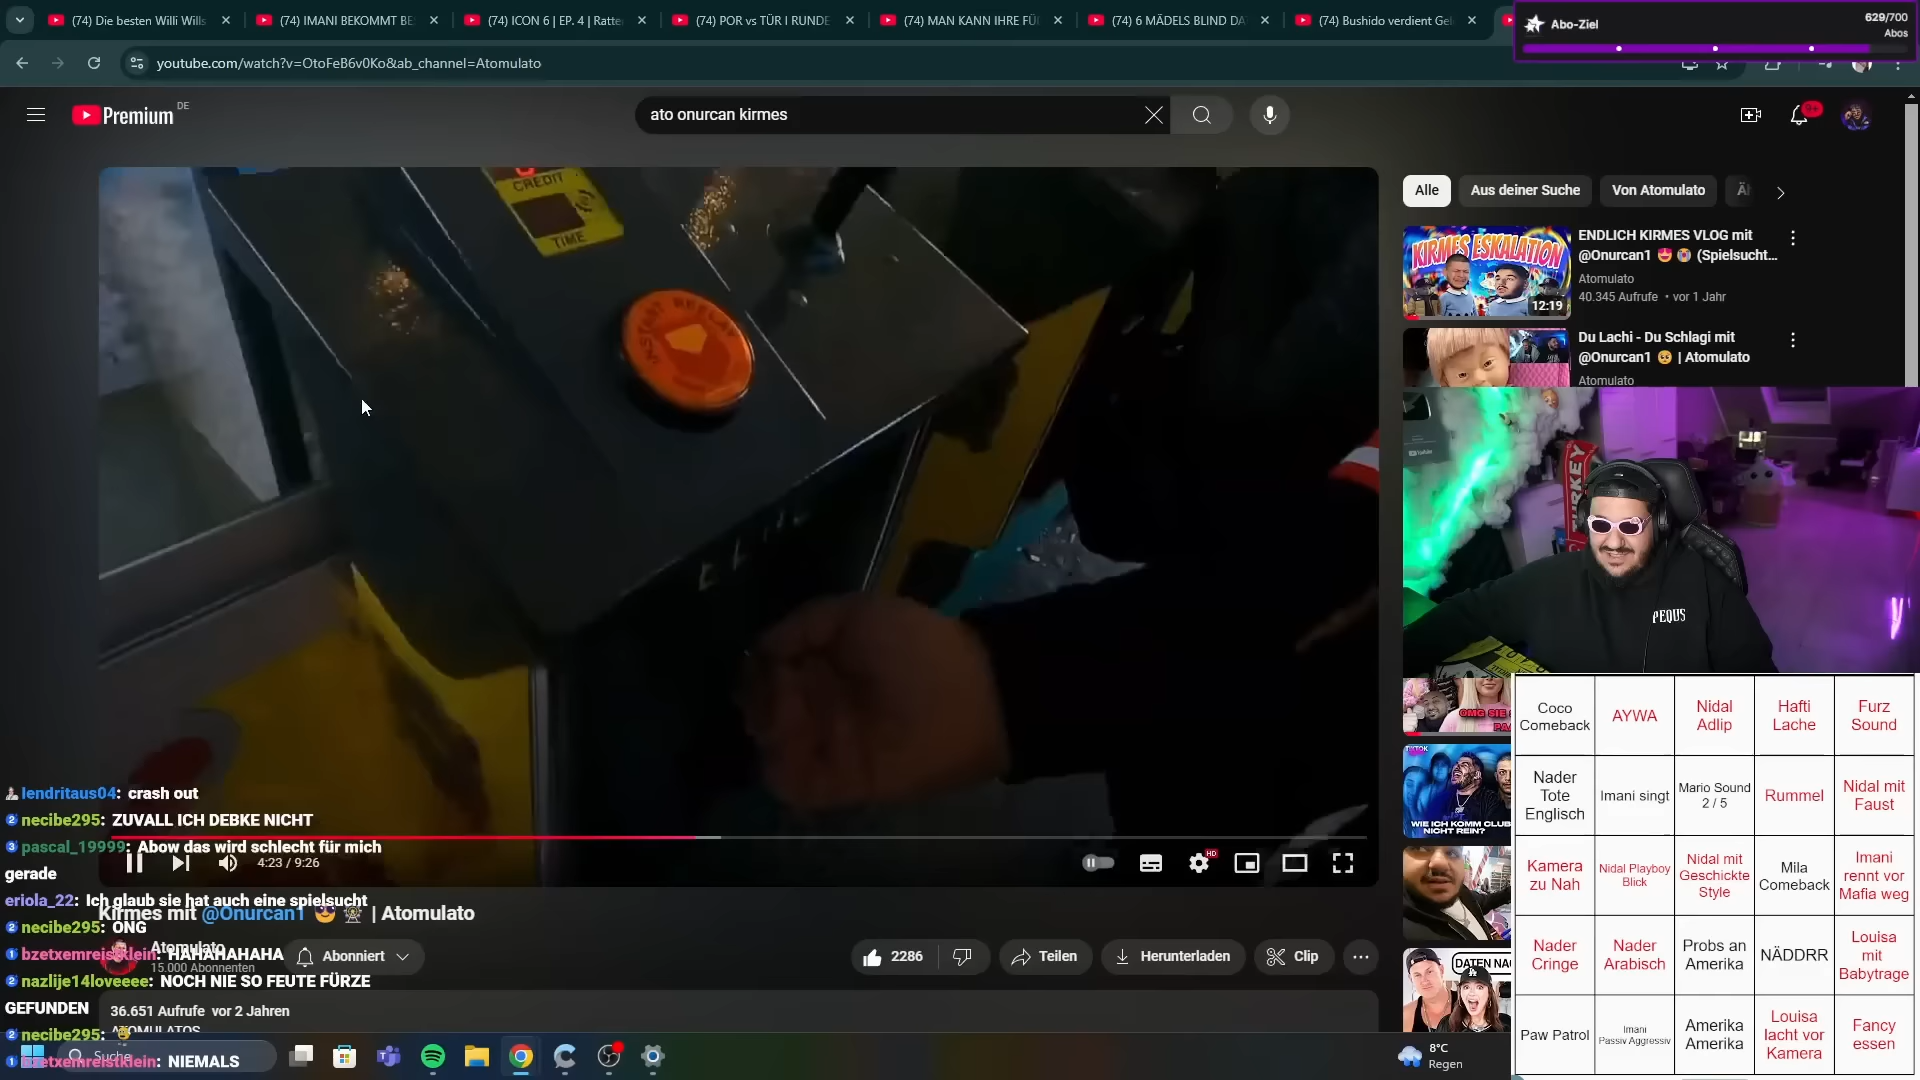 (74) Die besten Willi Wills
(74) IMANI BEKOMMT BE
(74) ICON 6 | EP. 4 | Ratte
(74) POR vs TÜR I RUNDE
(74) MAN KANN IHRE FÜ
(74) 6 MÄDELS BLIND DA
(74) Bushido verdient Ge
Abo-Ziel
629/700
Abos
youtube.com/watch?v=OtoFeB6v0Ko&ab_channel=Atomulato
Premium
DE
ato onurcan kirmes
9+
CREDIT
TIME
Alle
Aus deiner Suche
Von Atomulato
KIRMES ESKALATION
12:19
ENDLICH KIRMES VLOG mit
@Onurcan1 😍 😭 (Spielsucht...
Atomulato
40.345 Aufrufe • vor 1 Jahr
Du Lachi - Du Schlagi mit
@Onurcan1 🥺 | Atomulato
Atomulato
TURKEY
PEQUS
OMG SIE
WIE ICH KOMM CLUB
NICHT REIN?
DATEN NAC
Coco Comeback
AYWA
Nidal Adlip
Hafti Lache
Furz Sound
Nader Tote Englisch
Imani singt
Mario Sound 2 / 5
Rummel
Nidal mit Faust
Kamera zu Nah
Nidal Playboy Blick
Nidal mit Geschickte Style
Mila Comeback
Imani rennt vor Mafia weg
Nader Cringe
Nader Arabisch
Probs an Amerika
NÄDDRR
Louisa mit Babytrage
Paw Patrol
Imani Passiv Aggressiv
Amerika Amerika
Louisa lacht vor Kamera
Fancy essen
lendritaus04: crash out
necibe295: ZUVALL ICH DEBKE NICHT
pascal_19999: Abow das wird schlecht für mich
gerade
eriola_22: Ich glaub sie hat auch eine spielsucht
necibe295: ONG
bzetxemreistklein: HAHAHAHAHA
nazlije14loveeee: NOCH NIE SO FEUTE FÜRZE
GEFUNDEN
necibe295:
bzetxemreistklein: NIEMALS
4:23 / 9:26
HD
Kirmes mit @Onurcan1 😎 🎡 | Atomulato
Atomulato
15.000 Abonnenten
Abonniert
2286
Teilen
Herunterladen
Clip
36.651 Aufrufe vor 2 Jahren
ATOMULATOS
Suche
8°C
Regen